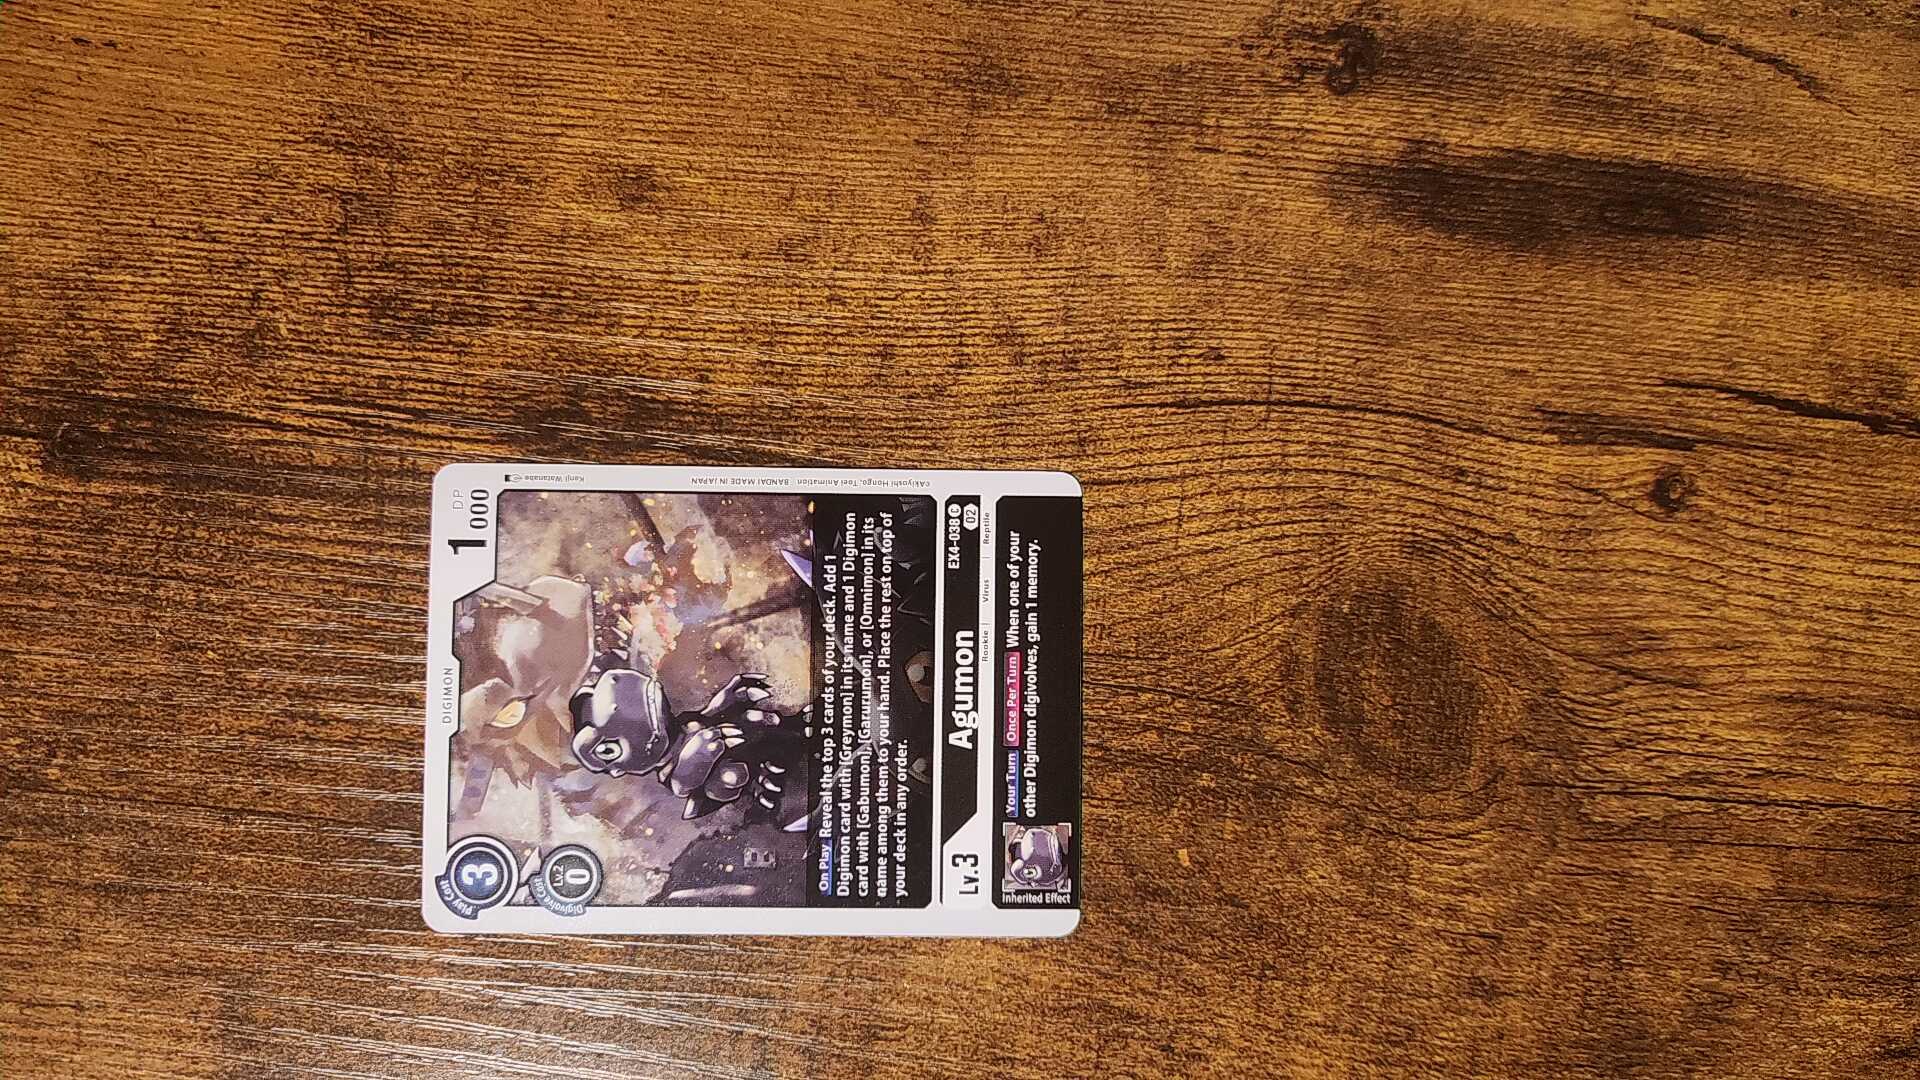 DIGIMON
Play Cost
3
DP
1000
Digivolve Cost
Lv.2
0
On Play Reveal the top 3 cards of your deck. Add 1
Digimon card with [Greymon] in its name and 1 Digimon
card with [Gabumon], [Garurumon], or [Omnimon] in its
name among them to your hand. Place the rest on top of
your deck in any order.
Lv.3
Agumon
EX4-038 C
02
Rookie | Virus | Reptile
Your Turn Once Per Turn When one of your
other Digimon digivolves, gain 1 memory.
Inherited Effect
Kenji Watanabe
©Akiyoshi Hongo, Toei Animation BANDAI MADE IN JAPAN